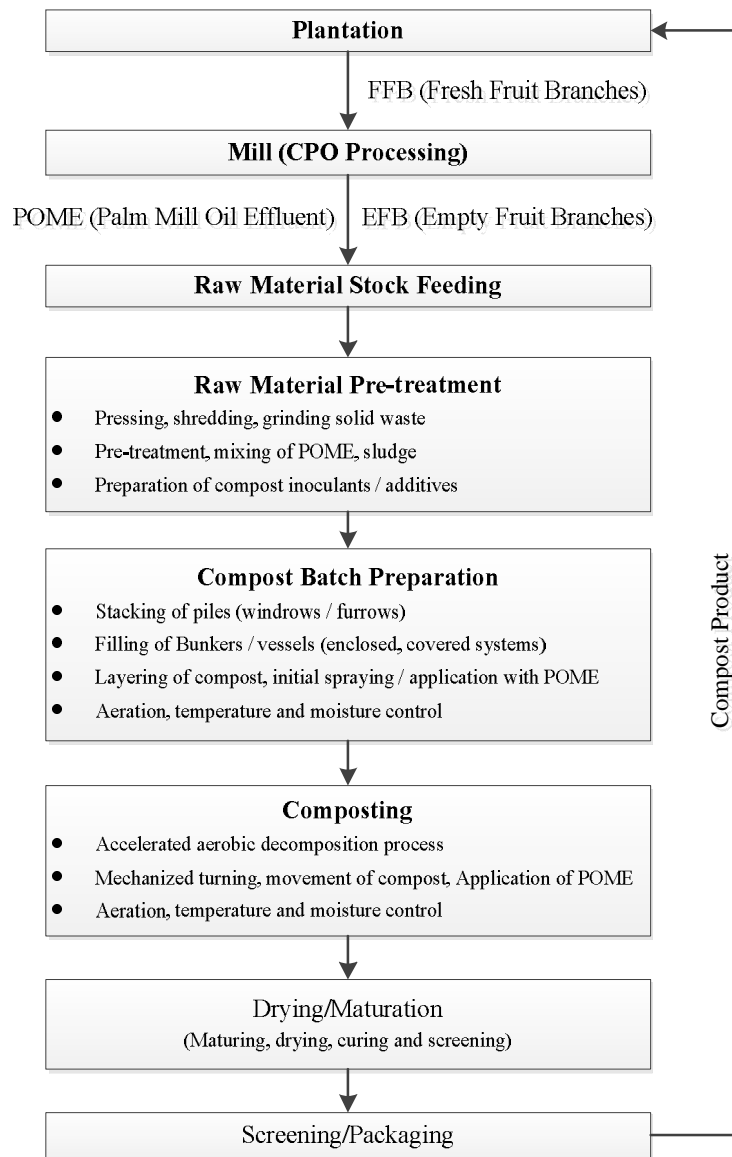 Plantation
FFB (Fresh Fruit Branches)
Mill (CPO Processing)
POME (Palm Mill Oil Effluent)
EFB (Empty Fruit Branches)
Raw Material Stock Feeding
Raw Material Pre-treatment
● Pressing, shredding, grinding solid waste
● Pre-treatment, mixing of POME, sludge
● Preparation of compost inoculants / additives
Compost Batch Preparation
● Stacking of piles (windrows / furrows)
● Filling of Bunkers / vessels (enclosed, covered systems)
● Layering of compost, initial spraying / application with POME
● Aeration, temperature and moisture control
Composting
● Accelerated aerobic decomposition process
● Mechanized turning, movement of compost, Application of POME
● Aeration, temperature and moisture control
Drying/Maturation
(Maturing, drying, curing and screening)
Screening/Packaging
Compost Product